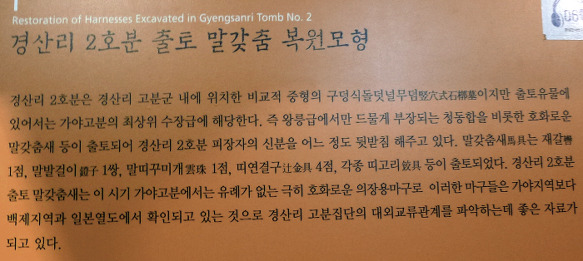 Restoration of Harnesses Excavated in Gyengsanri Tomb No. 2
경산리 2호분 출토 말갖춤 복원모형
경산리 2호분은 경산리 고분군 내에 위치한 비교적 중형의 구덩식돌덧널무덤竪穴式石槨墓이지만 출토유물에
있어서는 가야고분의 최상위 수장급에 해당한다. 즉 왕릉급에서만 드물게 부장되는 청동합을 비롯한 호화로운
말갖춤새 등이 출토되어 경산리 2호분 피장자의 신분을 어느 정도 뒷받침 해주고 있다. 말갖춤새馬具는 재갈轡
1점, 말발걸이鐙子 1쌍, 말띠꾸미개雲珠 1점, 띠연결구辻金具 4점, 각종 띠고리鉸具 등이 출토되었다. 경산리 2호분
출토 말갖춤새는 이 시기 가야고분에서는 유례가 없는 극히 호화로운 의장용마구로 이러한 마구들은 가야지역보다
백제지역과 일본열도에서 확인되고 있는 것으로 경산리 고분집단의 대외교류관계를 파악하는데 좋은 자료가
되고 있다.